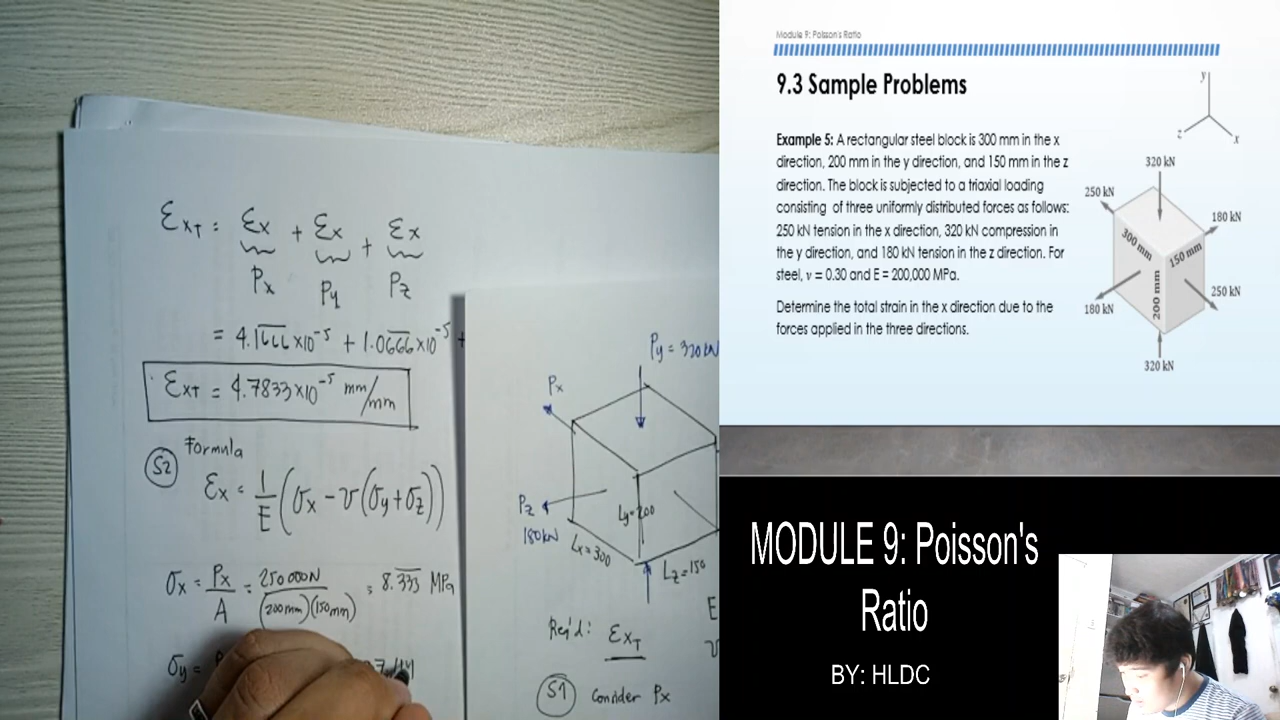 εxT = εx + εx + εx
Px Py Pz
= 4.1666x10⁻⁵ + 1.0666x10⁻⁵ +
εxT = 4.7833x10⁻⁵ mm/mm
S2 Formula
εx = 1/E (σx - ν(σy+σz))
σx = Px/A = 250000N/(200mm)(150mm) = 8.333 MPa
σy =
Py = 320kN
Px
Pz
180kN
Ly=200
Lx=300
Lz=150
E
ν
Req'd: εxT
S1 Consider Px
Module 9: Poisson's Ratio
9.3 Sample Problems
Example 5: A rectangular steel block is 300 mm in the x
direction, 200 mm in the y direction, and 150 mm in the z
direction. The block is subjected to a triaxial loading
consisting of three uniformly distributed forces as follows:
250 kN tension in the x direction, 320 kN compression in
the y direction, and 180 kN tension in the z direction. For
steel, ν = 0.30 and E = 200,000 MPa.
Determine the total strain in the x direction due to the
forces applied in the three directions.
y
z
x
320 kN
250 kN
180 kN
300 mm
150 mm
200 mm
250 kN
180 kN
320 kN
MODULE 9: Poisson's
Ratio
BY: HLDC